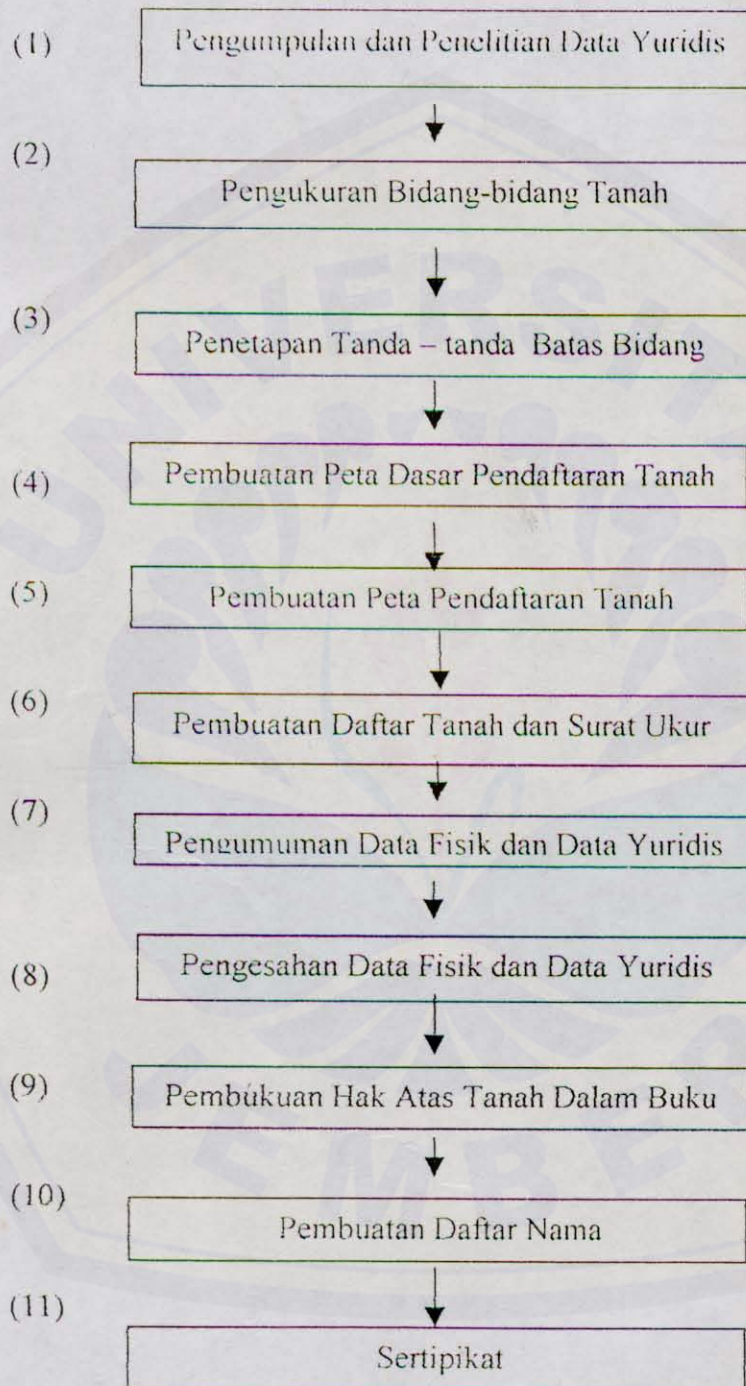 (1) Pengumpulan dan Penelitian Data Yuridis
(2) Pengukuran Bidang-bidang Tanah
(3) Penetapan Tanda – tanda Batas Bidang
(4) Pembuatan Peta Dasar Pendaftaran Tanah
(5) Pembuatan Peta Pendaftaran Tanah
(6) Pembuatan Daftar Tanah dan Surat Ukur
(7) Pengumuman Data Fisik dan Data Yuridis
(8) Pengesahan Data Fisik dan Data Yuridis
(9) Pembukuan Hak Atas Tanah Dalam Buku
(10) Pembuatan Daftar Nama
(11) Sertipikat